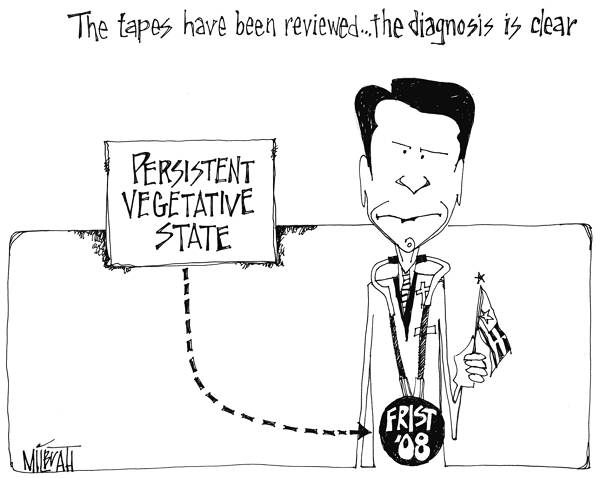 The tapes have been reviewed...the diagnosis is clear
PERSISTENT
VEGETATIVE
STATE
FRIST
'08
MILBRATH